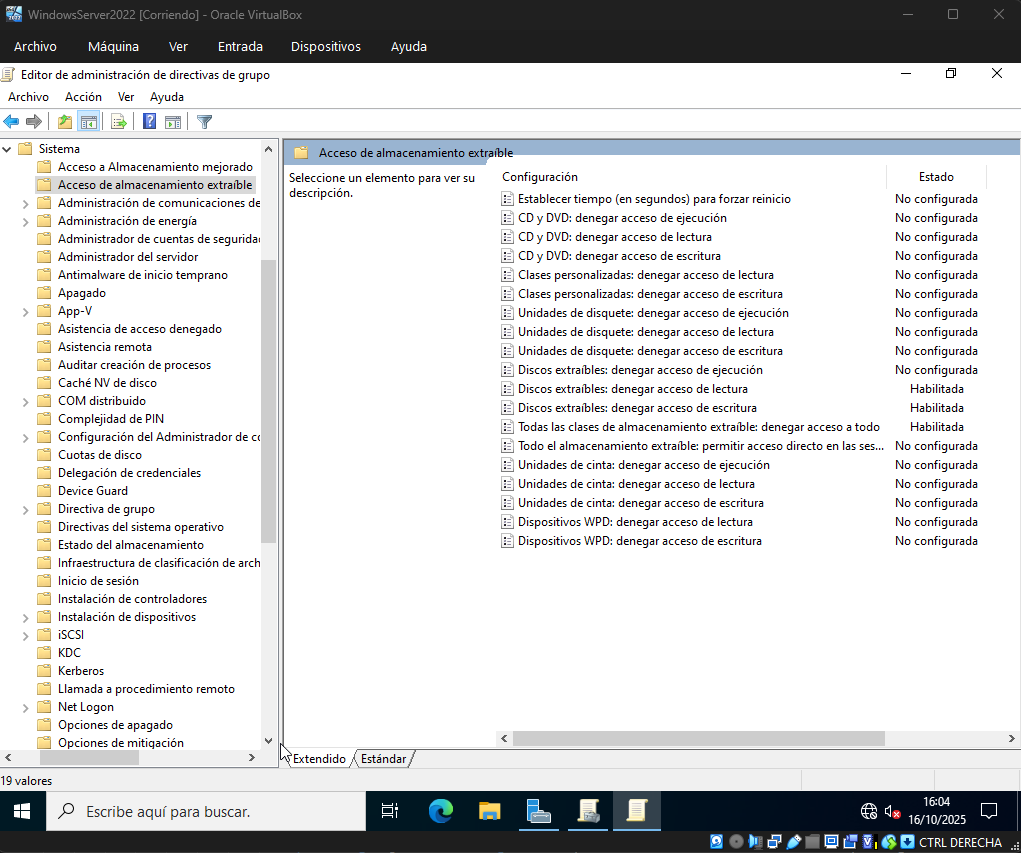 WindowsServer2022 [Corriendo] - Oracle VirtualBox
Archivo Máquina Ver Entrada Dispositivos Ayuda
Editor de administración de directivas de grupo
Archivo Acción Ver Ayuda
Sistema
Acceso a Almacenamiento mejorado
Acceso de almacenamiento extraíble
Administración de comunicaciones de
Administración de energía
Administrador de cuentas de segurida
Administrador del servidor
Antimalware de inicio temprano
Apagado
App-V
Asistencia de acceso denegado
Asistencia remota
Auditar creación de procesos
Caché NV de disco
COM distribuido
Complejidad de PIN
Configuración del Administrador de co
Cuotas de disco
Delegación de credenciales
Device Guard
Directiva de grupo
Directivas del sistema operativo
Estado del almacenamiento
Infraestructura de clasificación de arch
Inicio de sesión
Instalación de controladores
Instalación de dispositivos
iSCSI
KDC
Kerberos
Llamada a procedimiento remoto
Net Logon
Opciones de apagado
Opciones de mitigación
Acceso de almacenamiento extraíble
Seleccione un elemento para ver su
descripción.
Configuración Estado
Establecer tiempo (en segundos) para forzar reinicio No configurada
CD y DVD: denegar acceso de ejecución No configurada
CD y DVD: denegar acceso de lectura No configurada
CD y DVD: denegar acceso de escritura No configurada
Clases personalizadas: denegar acceso de lectura No configurada
Clases personalizadas: denegar acceso de escritura No configurada
Unidades de disquete: denegar acceso de ejecución No configurada
Unidades de disquete: denegar acceso de lectura No configurada
Unidades de disquete: denegar acceso de escritura No configurada
Discos extraíbles: denegar acceso de ejecución No configurada
Discos extraíbles: denegar acceso de lectura Habilitada
Discos extraíbles: denegar acceso de escritura Habilitada
Todas las clases de almacenamiento extraíble: denegar acceso a todo Habilitada
Todo el almacenamiento extraíble: permitir acceso directo en las ses... No configurada
Unidades de cinta: denegar acceso de ejecución No configurada
Unidades de cinta: denegar acceso de lectura No configurada
Unidades de cinta: denegar acceso de escritura No configurada
Dispositivos WPD: denegar acceso de lectura No configurada
Dispositivos WPD: denegar acceso de escritura No configurada
Extendido Estándar
19 valores
Escribe aquí para buscar.
16:04
16/10/2025
CTRL DERECHA